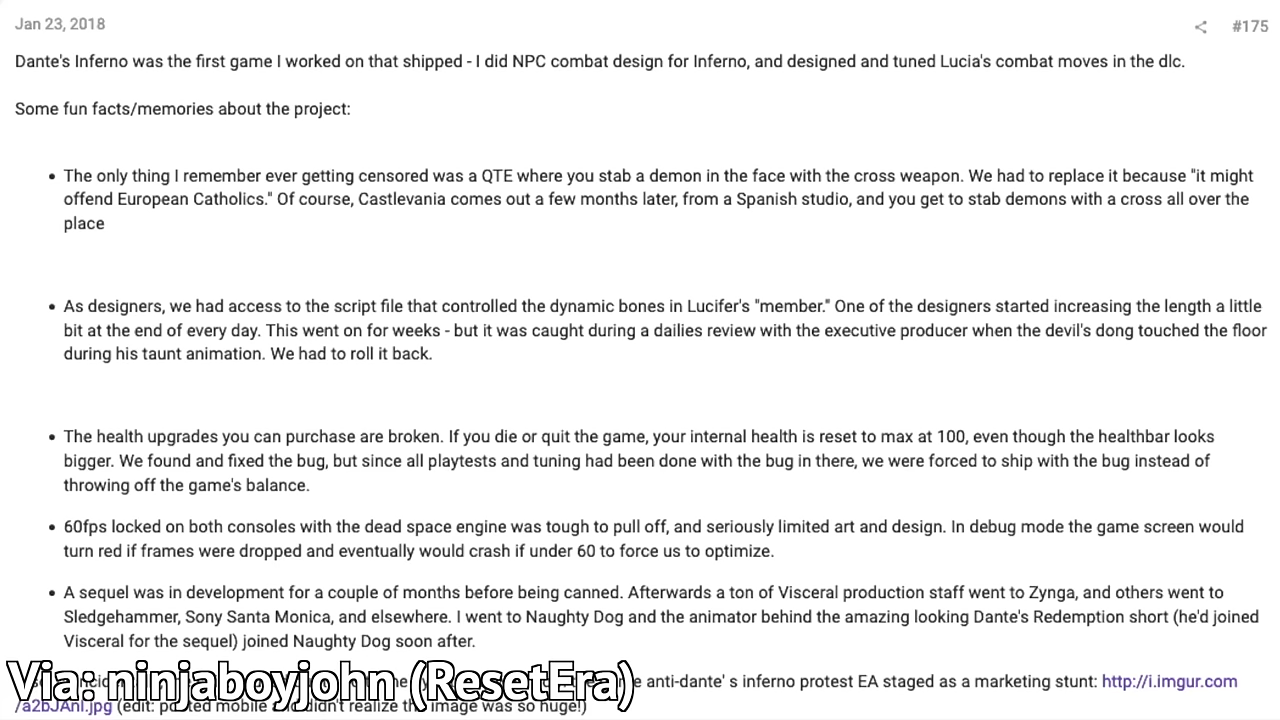 Jan 23, 2018
#175
Dante's Inferno was the first game I worked on that shipped - I did NPC combat design for Inferno, and designed and tuned Lucia's combat moves in the dlc.
Some fun facts/memories about the project:
• The only thing I remember ever getting censored was a QTE where you stab a demon in the face with the cross weapon. We had to replace it because "it might
offend European Catholics." Of course, Castlevania comes out a few months later, from a Spanish studio, and you get to stab demons with a cross all over the
place
• As designers, we had access to the script file that controlled the dynamic bones in Lucifer's "member." One of the designers started increasing the length a little
bit at the end of every day. This went on for weeks - but it was caught during a dailies review with the executive producer when the devil's dong touched the floor
during his taunt animation. We had to roll it back.
• The health upgrades you can purchase are broken. If you die or quit the game, your internal health is reset to max at 100, even though the healthbar looks
bigger. We found and fixed the bug, but since all playtests and tuning had been done with the bug in there, we were forced to ship with the bug instead of
throwing off the game's balance.
• 60fps locked on both consoles with the dead space engine was tough to pull off, and seriously limited art and design. In debug mode the game screen would
turn red if frames were dropped and eventually would crash if under 60 to force us to optimize.
• A sequel was in development for a couple of months before being canned. Afterwards a ton of Visceral production staff went to Zynga, and others went to
Sledgehammer, Sony Santa Monica, and elsewhere. I went to Naughty Dog and the animator behind the amazing looking Dante's Redemption short (he'd joined
Visceral for the sequel) joined Naughty Dog soon after.
Via: ninjaboyjohn (ResetEra)
anti-dante' s inferno protest EA staged as a marketing stunt: http://i.imgur.com
/a2bJAnI.jpg (edit: posted mobile and didn't realize the image was so huge!)